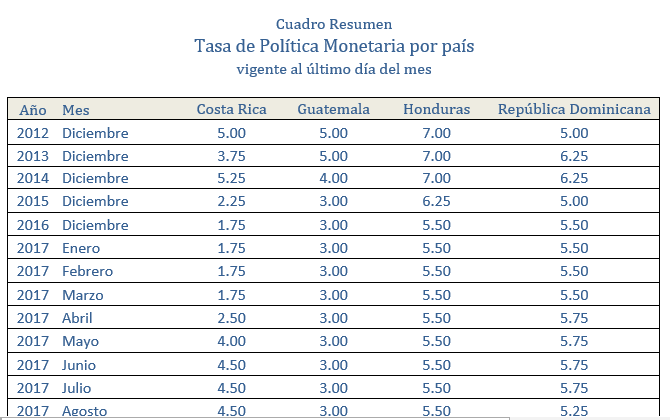 Cuadro Resumen
Tasa de Política Monetaria por país
vigente al último día del mes
Año Mes Costa Rica Guatemala Honduras República Dominicana
2012 Diciembre 5.00 5.00 7.00 5.00
2013 Diciembre 3.75 5.00 7.00 6.25
2014 Diciembre 5.25 4.00 7.00 6.25
2015 Diciembre 2.25 3.00 6.25 5.00
2016 Diciembre 1.75 3.00 5.50 5.50
2017 Enero 1.75 3.00 5.50 5.50
2017 Febrero 1.75 3.00 5.50 5.50
2017 Marzo 1.75 3.00 5.50 5.50
2017 Abril 2.50 3.00 5.50 5.75
2017 Mayo 4.00 3.00 5.50 5.75
2017 Junio 4.50 3.00 5.50 5.75
2017 Julio 4.50 3.00 5.50 5.75
2017 Agosto 4.50 3.00 5.50 5.25